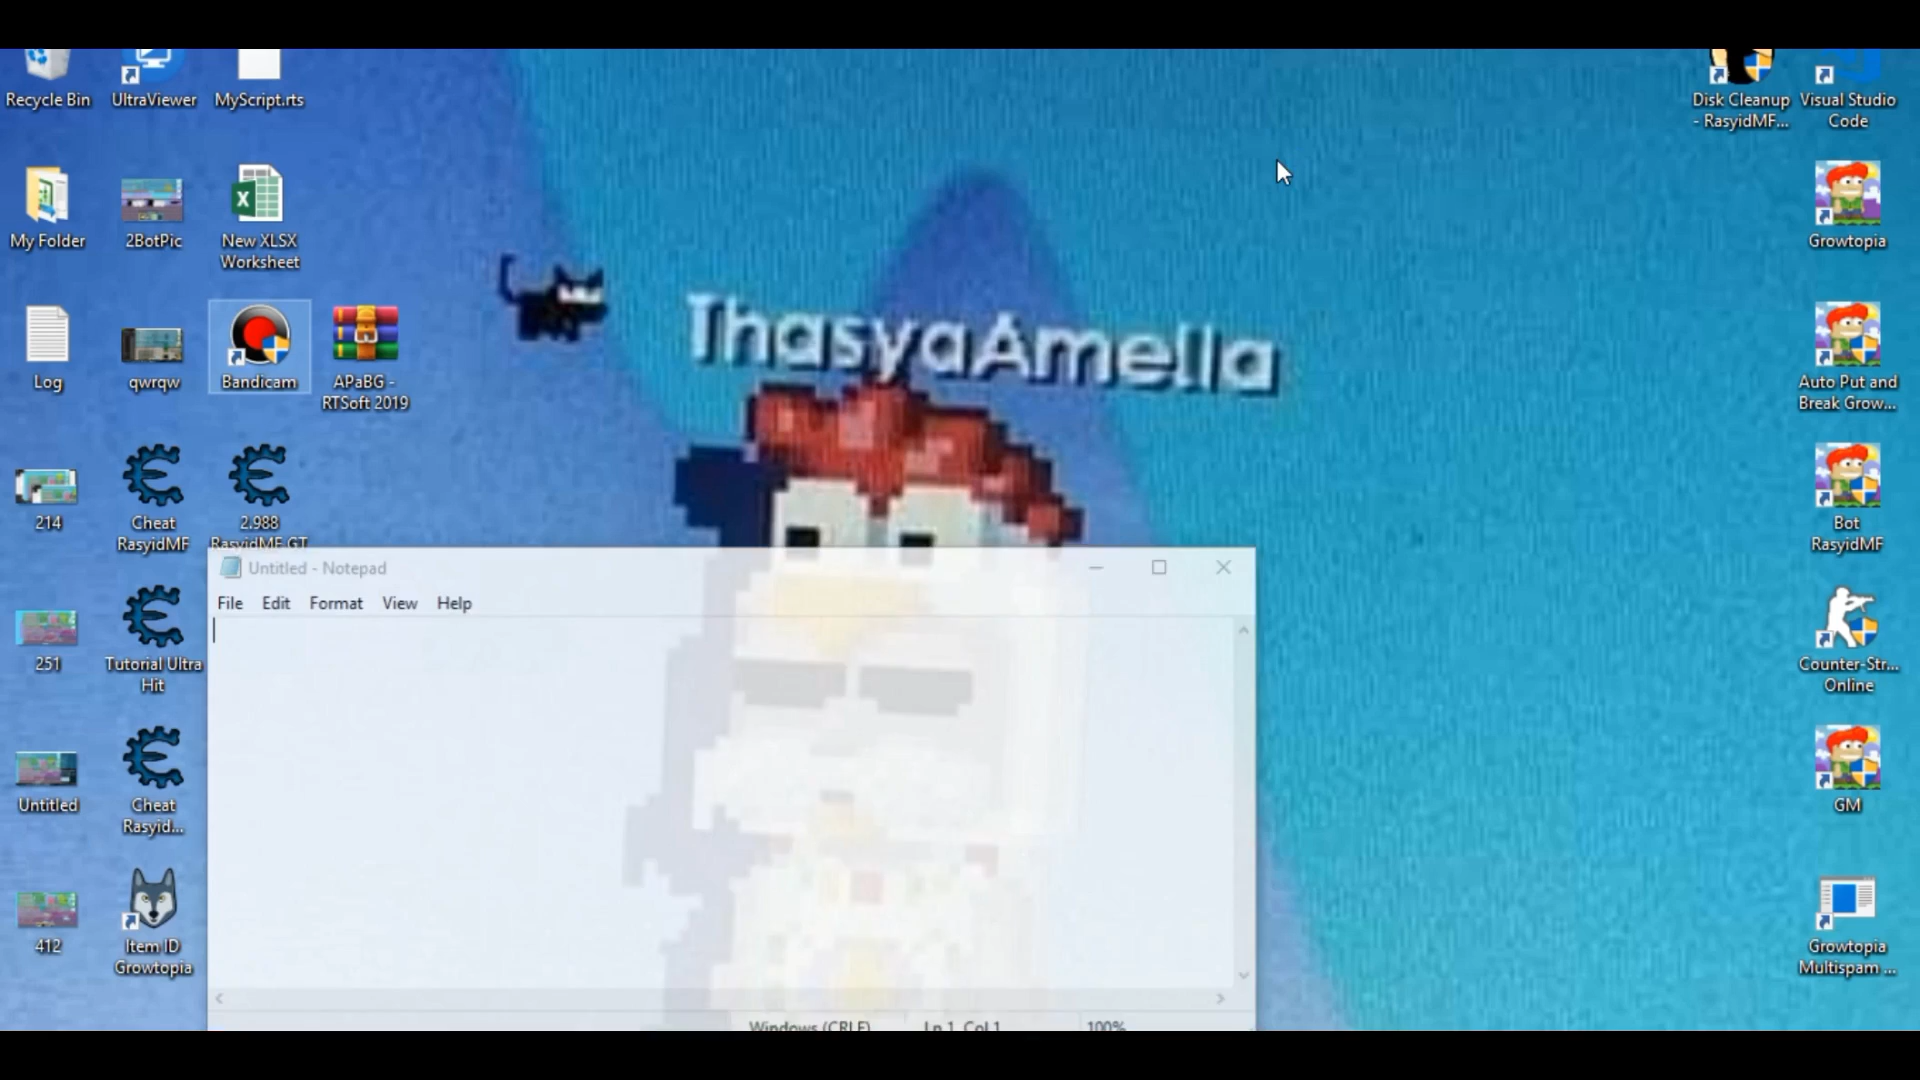 Recycle Bin
UltraViewer
MyScript.rts
Disk Cleanup
- RasyidMF...
Visual Studio
Code
My Folder
2BotPic
New XLSX
Worksheet
Growtopia
ThasyaAmella
Log
qwrqw
Bandicam
APaBG -
RTSoft 2019
Auto Put and
Break Grow...
214
Cheat
RasyidMF
2.988
RasyidMF GT
Bot
RasyidMF
Untitled - Notepad
File Edit Format View Help
251
Tutorial Ultra
Hit
Counter-Str...
Online
Untitled
Cheat
Rasyid...
GM
412
Item ID
Growtopia
Growtopia
Multispam ...
Windows (CRLF)
Ln 1, Col 1
100%